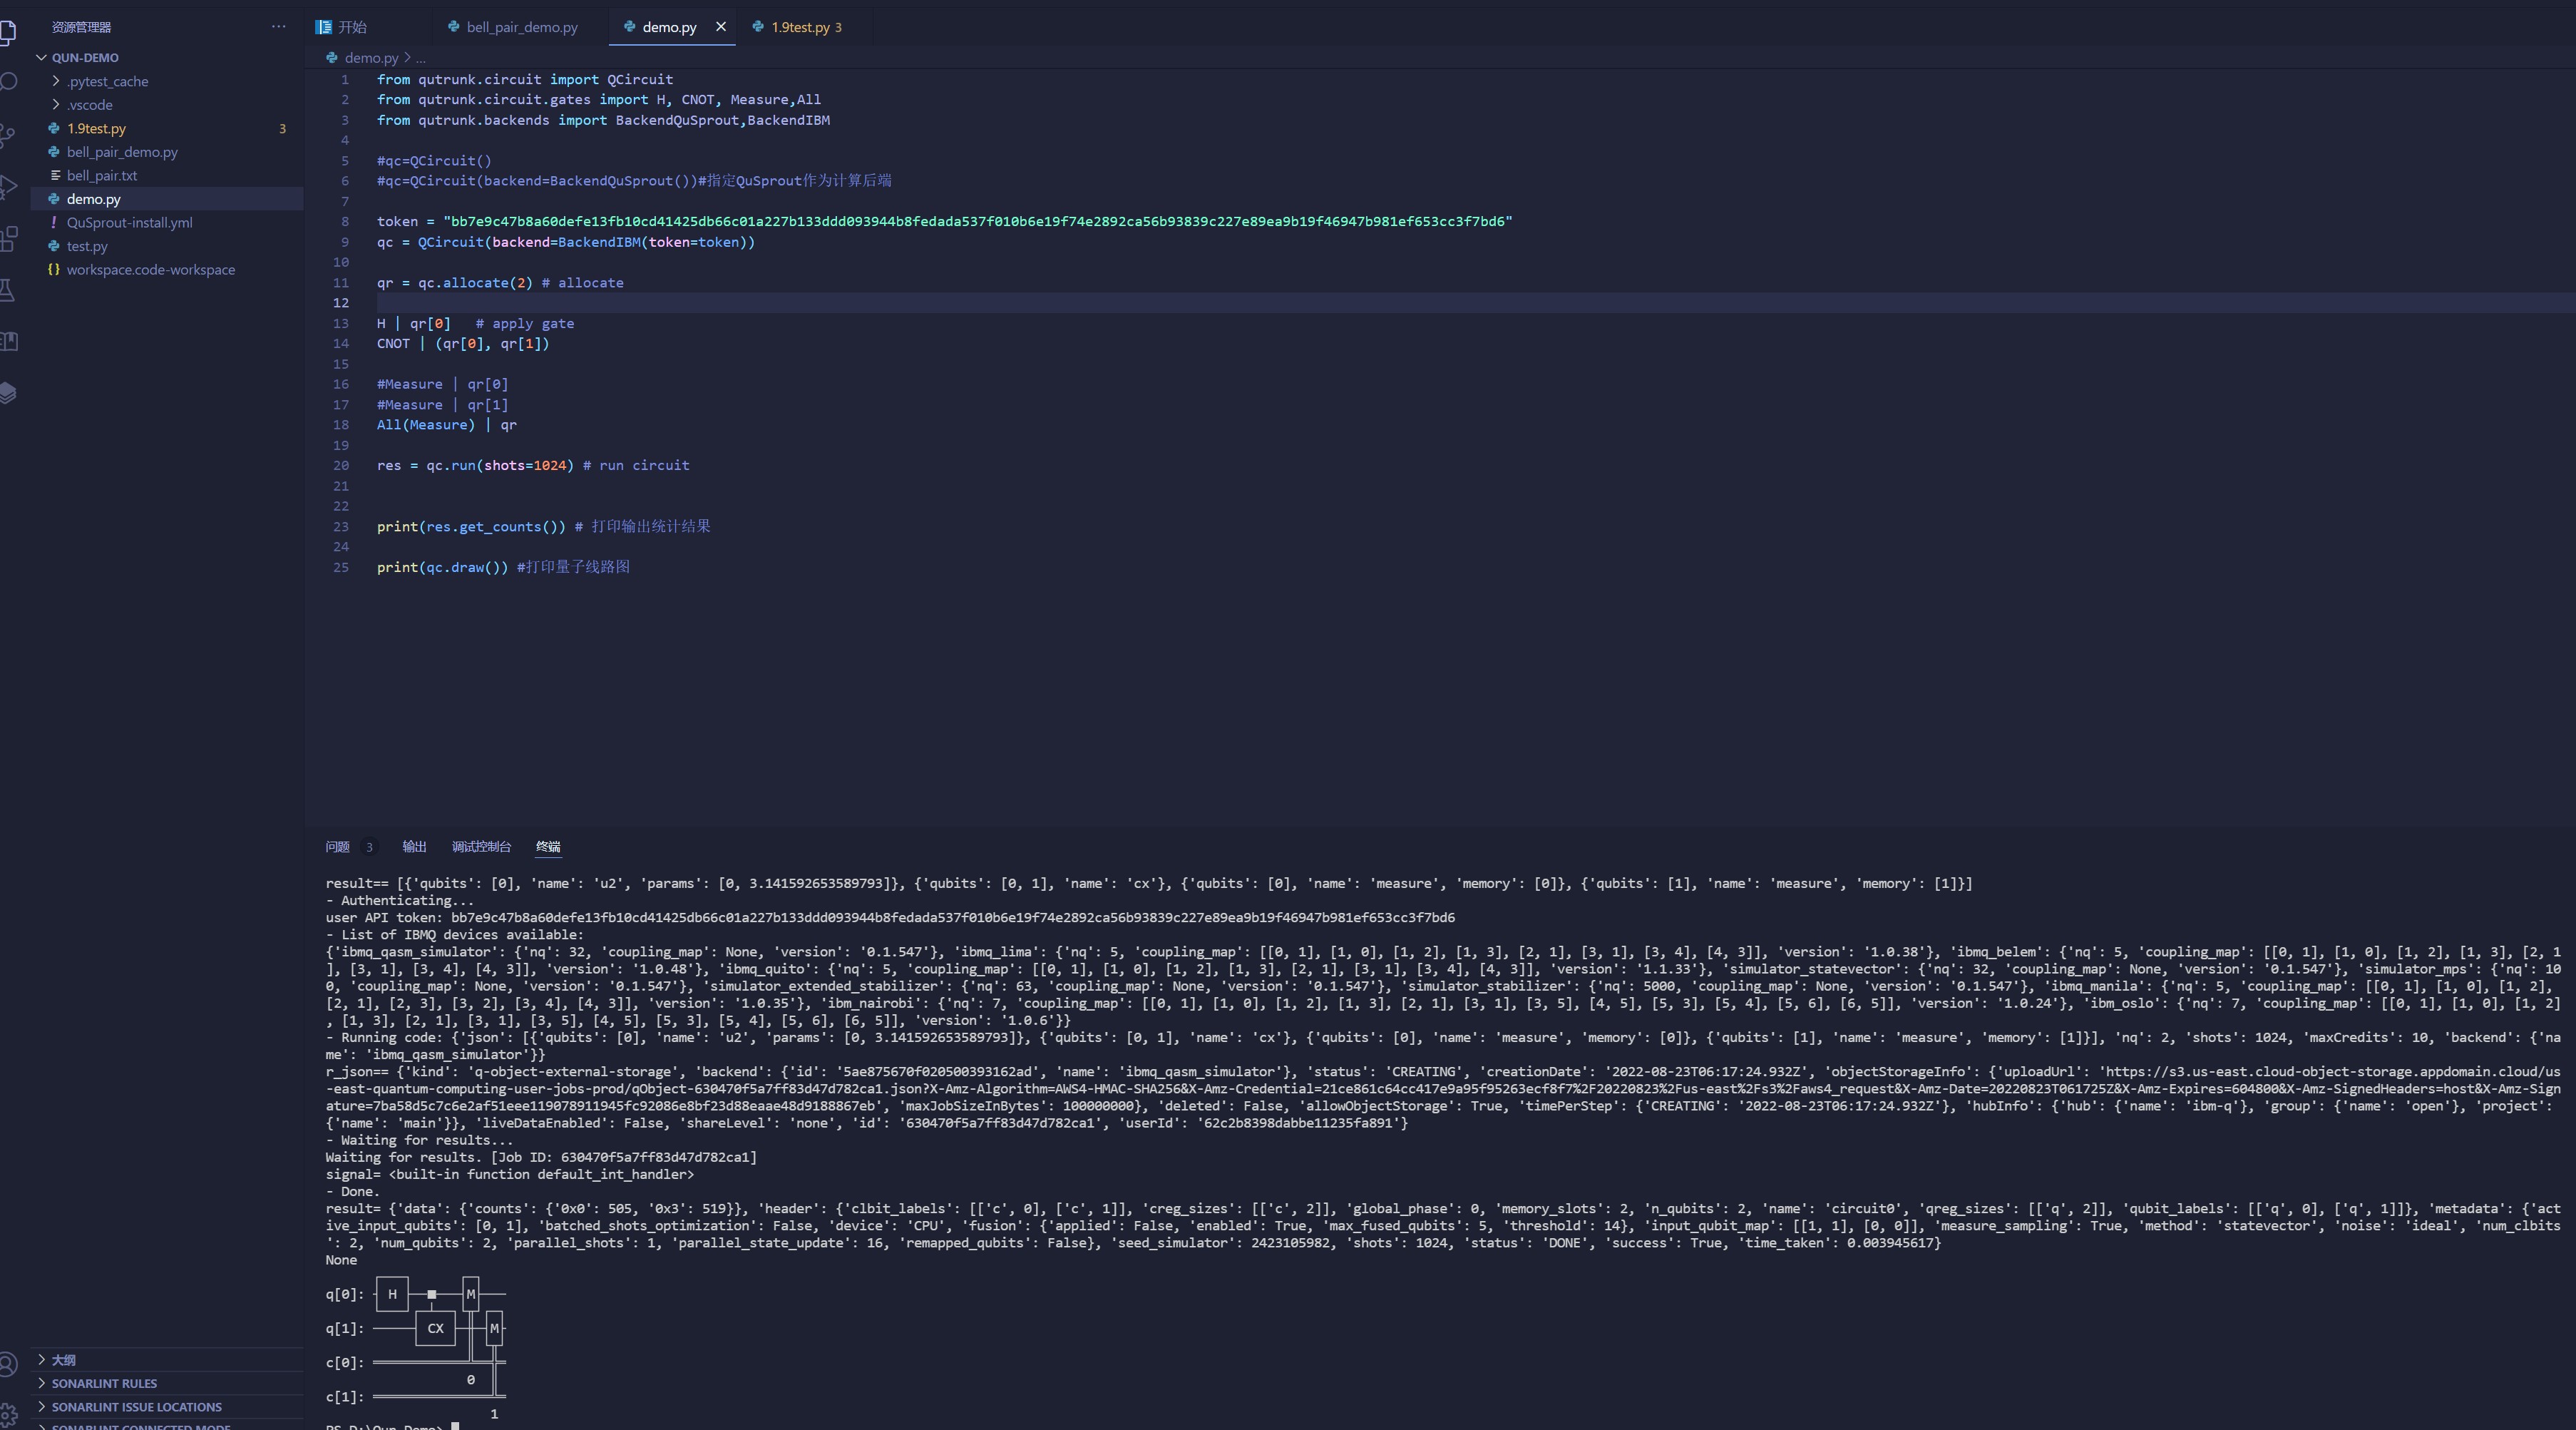 资源管理器
QUN-DEMO
.pytest_cache
.vscode
1.9test.py 3
bell_pair_demo.py
bell_pair.txt
demo.py
QuSprout-install.yml
test.py
workspace.code-workspace
大纲
SONARLINT RULES
SONARLINT ISSUE LOCATIONS
SONARLINT CONNECTED MODE
开始 bell_pair_demo.py demo.py 1.9test.py 3
demo.py > ...
1 from qutrunk.circuit import QCircuit
2 from qutrunk.circuit.gates import H, CNOT, Measure,All
3 from qutrunk.backends import BackendQuSprout,BackendIBM
4
5 #qc=QCircuit()
6 #qc=QCircuit(backend=BackendQuSprout())#指定QuSprout作为计算后端
7
8 token = "bb7e9c47b8a60defe13fb10cd41425db66c01a227b133ddd093944b8fedada537f010b6e19f74e2892ca56b93839c227e89ea9b19f46947b981ef653cc3f7bd6"
9 qc = QCircuit(backend=BackendIBM(token=token))
10
11 qr = qc.allocate(2) # allocate
12
13 H | qr[0]   # apply gate
14 CNOT | (qr[0], qr[1])
15
16 #Measure | qr[0]
17 #Measure | qr[1]
18 All(Measure) | qr
19
20 res = qc.run(shots=1024) # run circuit
21
22
23 print(res.get_counts()) # 打印输出统计结果
24
25 print(qc.draw()) #打印量子线路图
问题 3 输出 调试控制台 终端
result== [{'qubits': [0], 'name': 'u2', 'params': [0, 3.141592653589793]}, {'qubits': [0, 1], 'name': 'cx'}, {'qubits': [0], 'name': 'measure', 'memory': [0]}, {'qubits': [1], 'name': 'measure', 'memory': [1]}]
- Authenticating...
user API token: bb7e9c47b8a60defe13fb10cd41425db66c01a227b133ddd093944b8fedada537f010b6e19f74e2892ca56b93839c227e89ea9b19f46947b981ef653cc3f7bd6
- List of IBMQ devices available:
{'ibmq_qasm_simulator': {'nq': 32, 'coupling_map': None, 'version': '0.1.547'}, 'ibmq_lima': {'nq': 5, 'coupling_map': [[0, 1], [1, 0], [1, 2], [1, 3], [2, 1], [3, 1], [3, 4], [4, 3]], 'version': '1.0.38'}, 'ibmq_belem': {'nq': 5, 'coupling_map': [[0, 1], [1, 0], [1, 2], [1, 3], [2, 1
], [3, 1], [3, 4], [4, 3]], 'version': '1.0.48'}, 'ibmq_quito': {'nq': 5, 'coupling_map': [[0, 1], [1, 0], [1, 2], [1, 3], [2, 1], [3, 1], [3, 4], [4, 3]], 'version': '1.1.33'}, 'simulator_statevector': {'nq': 32, 'coupling_map': None, 'version': '0.1.547'}, 'simulator_mps': {'nq': 10
0, 'coupling_map': None, 'version': '0.1.547'}, 'simulator_extended_stabilizer': {'nq': 63, 'coupling_map': None, 'version': '0.1.547'}, 'simulator_stabilizer': {'nq': 5000, 'coupling_map': None, 'version': '0.1.547'}, 'ibmq_manila': {'nq': 5, 'coupling_map': [[0, 1], [1, 0], [1, 2],
[2, 1], [2, 3], [3, 2], [3, 4], [4, 3]], 'version': '1.0.35'}, 'ibm_nairobi': {'nq': 7, 'coupling_map': [[0, 1], [1, 0], [1, 2], [1, 3], [2, 1], [3, 1], [3, 5], [4, 5], [5, 3], [5, 4], [5, 6], [6, 5]], 'version': '1.0.24'}, 'ibm_oslo': {'nq': 7, 'coupling_map': [[0, 1], [1, 0], [1, 2]
, [1, 3], [2, 1], [3, 1], [3, 5], [4, 5], [5, 3], [5, 4], [5, 6], [6, 5]], 'version': '1.0.6'}}
- Running code: {'json': [{'qubits': [0], 'name': 'u2', 'params': [0, 3.141592653589793]}, {'qubits': [0, 1], 'name': 'cx'}, {'qubits': [0], 'name': 'measure', 'memory': [0]}, {'qubits': [1], 'name': 'measure', 'memory': [1]}], 'nq': 2, 'shots': 1024, 'maxCredits': 10, 'backend': {'na
me': 'ibmq_qasm_simulator'}}
r_json== {'kind': 'q-object-external-storage', 'backend': {'id': '5ae875670f020500393162ad', 'name': 'ibmq_qasm_simulator'}, 'status': 'CREATING', 'creationDate': '2022-08-23T06:17:24.932Z', 'objectStorageInfo': {'uploadUrl': 'https://s3.us-east.cloud-object-storage.appdomain.cloud/us
-east-quantum-computing-user-jobs-prod/qObject-630470f5a7ff83d47d782ca1.json?X-Amz-Algorithm=AWS4-HMAC-SHA256&X-Amz-Credential=21ce861c64cc417e9a95f95263ecf8f7%2F20220823%2Fus-east%2Fs3%2Faws4_request&X-Amz-Date=20220823T061725Z&X-Amz-Expires=604800&X-Amz-SignedHeaders=host&X-Amz-Sign
ature=7ba58d5c7c6e2af51eee119078911945fc92086e8bf23d88eaae48d9188867eb', 'maxJobSizeInBytes': 100000000}, 'deleted': False, 'allowObjectStorage': True, 'timePerStep': {'CREATING': '2022-08-23T06:17:24.932Z'}, 'hubInfo': {'hub': {'name': 'ibm-q'}, 'group': {'name': 'open'}, 'project':
{'name': 'main'}}, 'liveDataEnabled': False, 'shareLevel': 'none', 'id': '630470f5a7ff83d47d782ca1', 'userId': '62c2b8398dabbe11235fa891'}
- Waiting for results...
Waiting for results. [Job ID: 630470f5a7ff83d47d782ca1]
signal= <built-in function default_int_handler>
- Done.
result= {'data': {'counts': {'0x0': 505, '0x3': 519}}, 'header': {'clbit_labels': [['c', 0], ['c', 1]], 'creg_sizes': [['c', 2]], 'global_phase': 0, 'memory_slots': 2, 'n_qubits': 2, 'name': 'circuit0', 'qreg_sizes': [['q', 2]], 'qubit_labels': [['q', 0], ['q', 1]]}, 'metadata': {'act
ive_input_qubits': [0, 1], 'batched_shots_optimization': False, 'device': 'CPU', 'fusion': {'applied': False, 'enabled': True, 'max_fused_qubits': 5, 'threshold': 14}, 'input_qubit_map': [[1, 1], [0, 0]], 'measure_sampling': True, 'method': 'statevector', 'noise': 'ideal', 'num_clbits
': 2, 'num_qubits': 2, 'parallel_shots': 1, 'parallel_state_update': 16, 'remapped_qubits': False}, 'seed_simulator': 2423105982, 'shots': 1024, 'status': 'DONE', 'success': True, 'time_taken': 0.003945617}
None
q[0]: H M
q[1]: CX M
c[0]:
0
c[1]:
1
PS D:\Qun-Demo>